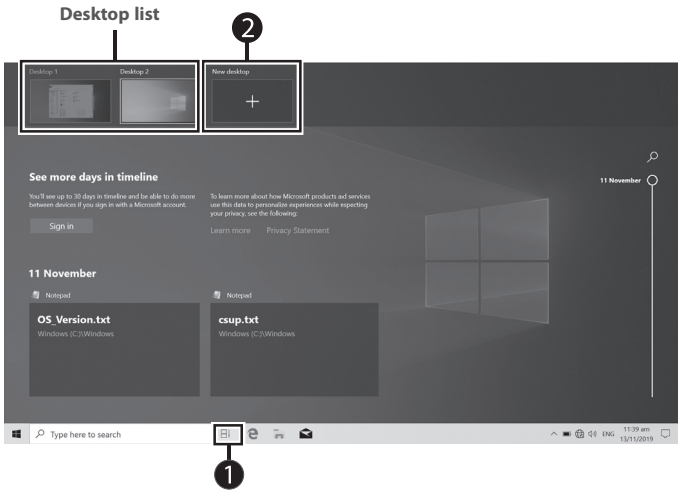 Desktop list
2
Desktop 1
Desktop 2
New desktop
See more days in timeline
You'll see up to 30 days in timeline and be able to do more
between devices if you sign in with a Microsoft account.
Sign in
To learn more about how Microsoft products aid services
use this data to personalize experiences while especting
your privacy, see the following:
Learn more
Privacy Statement
11 November
11 November
Notepad
OS_Version.txt
Windows (C:)\Windows
Notepad
csup.txt
Windows (C:)\Windows
Type here to search
ENG
11:39 am
13/11/2019
1